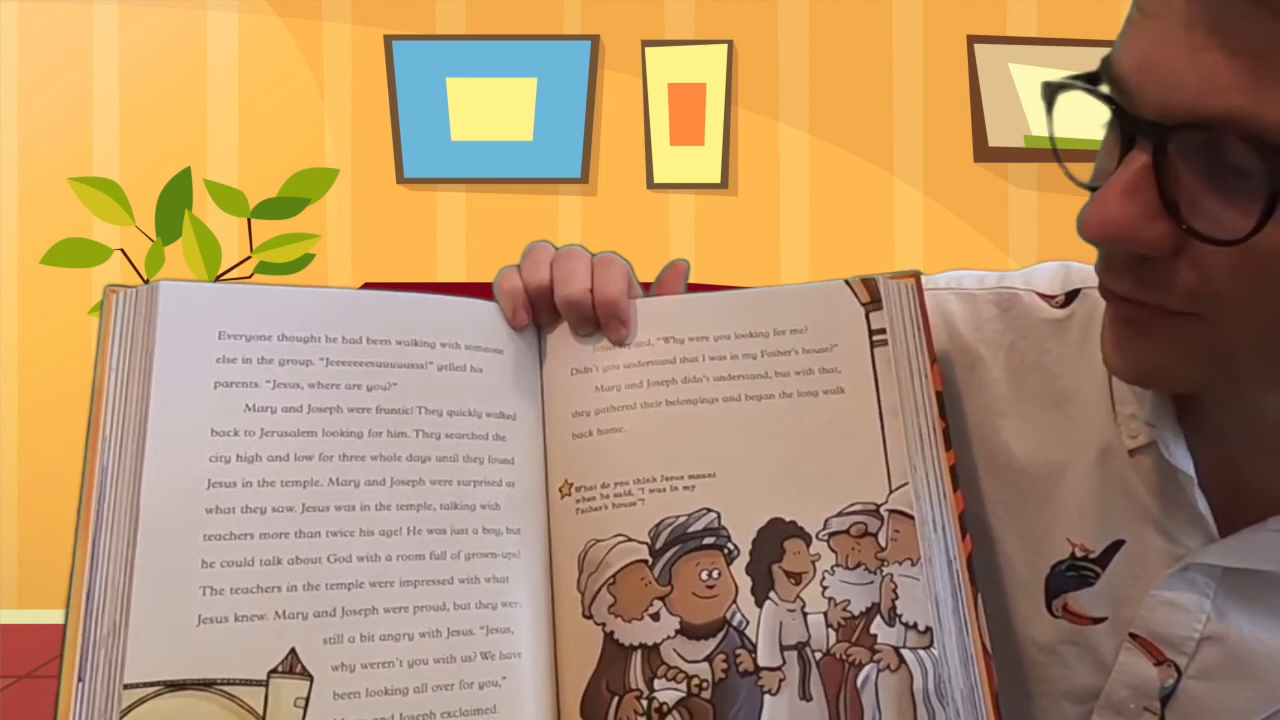 Everyone thought he had been walking with someone
else in the group. "Jeeeeeeesuuuuusss!" yelled his
parents. "Jesus, where are you?"
Mary and Joseph were frantic! They quickly walked
back to Jerusalem looking for him. They searched the
city high and low for three whole days until they found
Jesus in the temple. Mary and Joseph were surprised at
what they saw. Jesus was in the temple, talking with
teachers more than twice his age! He was just a boy, but
he could talk about God with a room full of grown-ups!
The teachers in the temple were impressed with what
Jesus knew. Mary and Joseph were proud, but they were
still a bit angry with Jesus. "Jesus,
why weren't you with us? We have
been looking all over for you,"
Mary and Joseph exclaimed.
Jesus replied, "Why were you looking for me?
Didn't you understand that I was in my Father's house?"
Mary and Joseph didn't understand, but with that,
they gathered their belongings and began the long walk
back home.
What do you think Jesus meant
when he said, "I was in my
Father's house"?